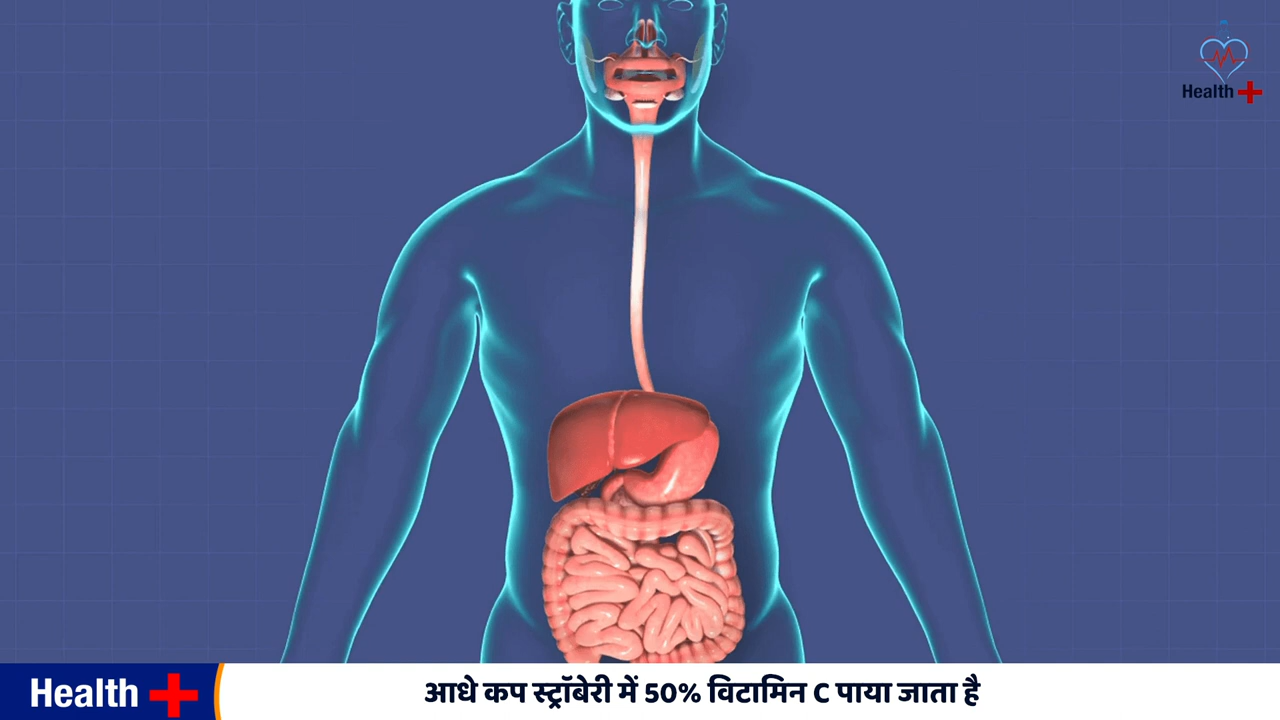 Health
Health
आधे कप स्ट्रॉबेरी में 50% विटामिन C पाया जाता है